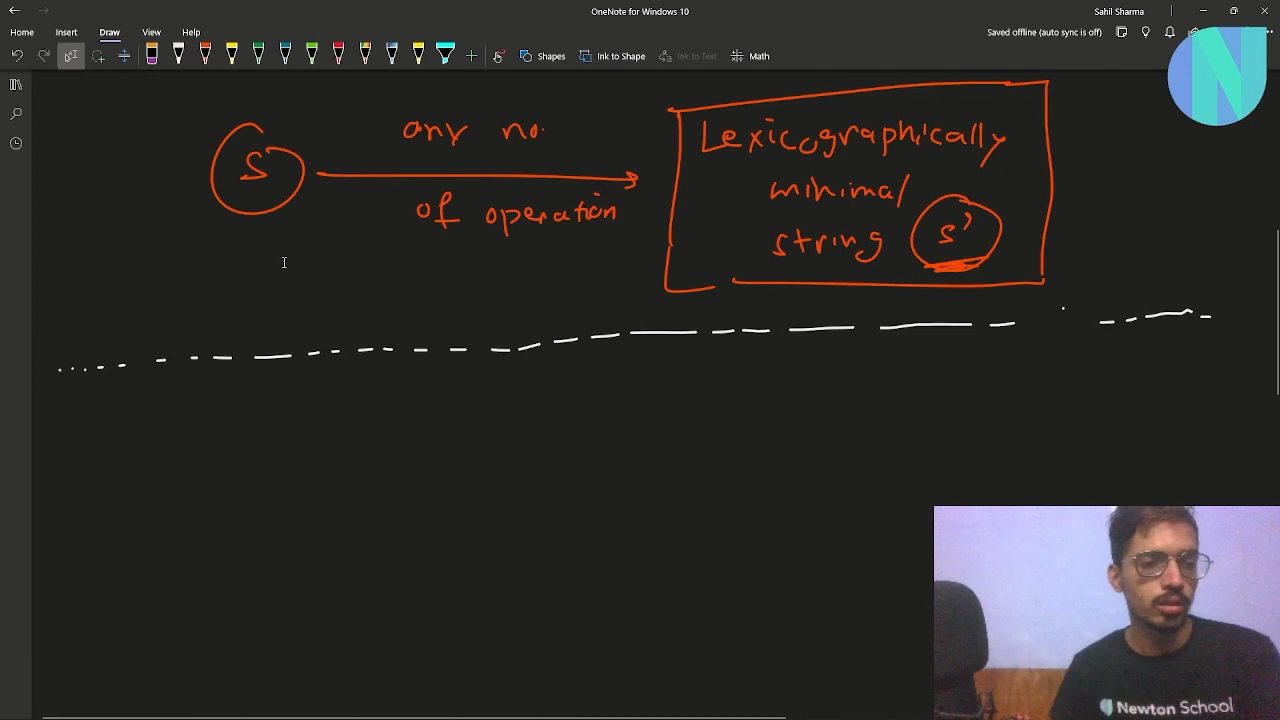 OneNote for Windows 10
Sahil Sharma
Home Insert Draw View Help
Saved offline (auto sync is off)
Shapes Ink to Shape Ink to Text Math
S
any no.
of operation
Lexicographically
minimal
string S'
Newton School